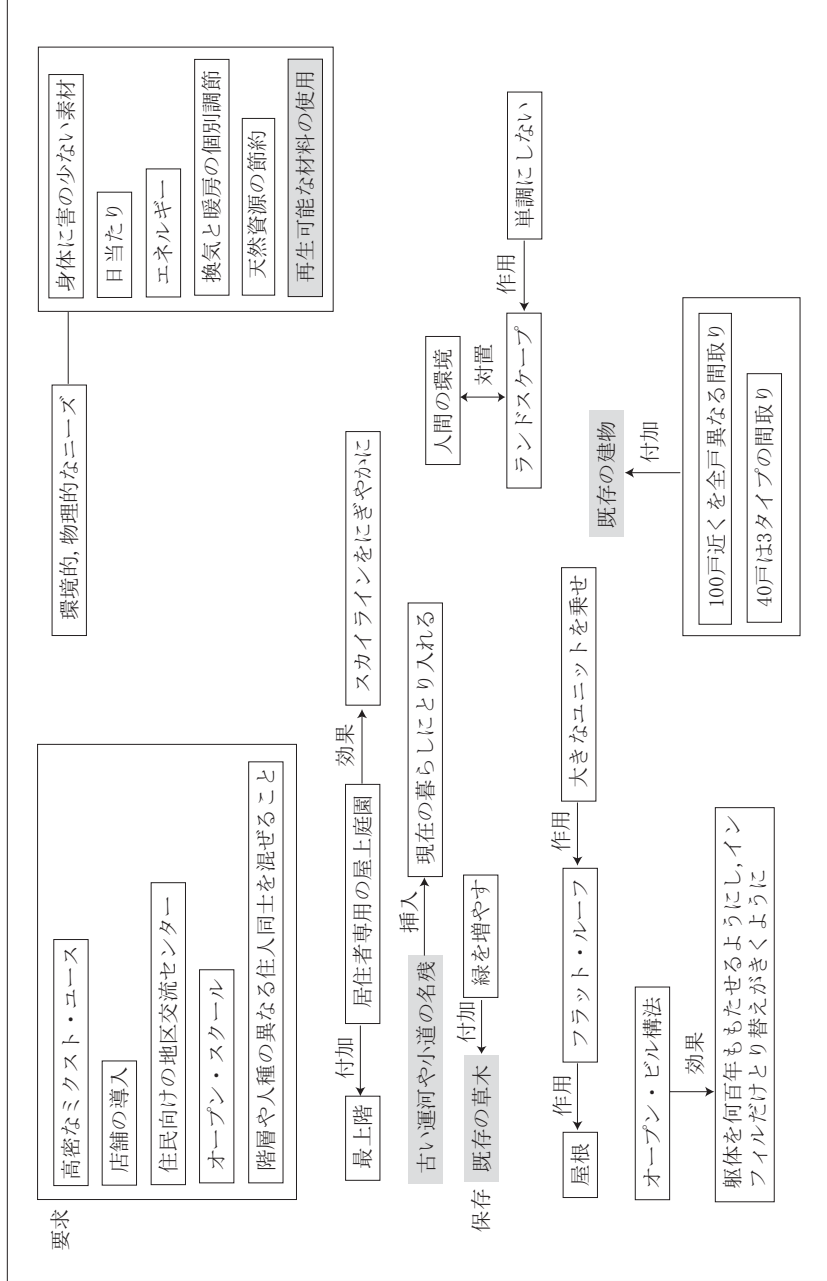 要求
高密なミクスト・ユース
店舗の導入
住民向けの地区交流センター
オープン・スクール
階層や人種の異なる住人同士を混ぜること
環境的, 物理的なニーズ
身体に害の少ない素材
日当たり
エネルギー
換気と暖房の個別調節
天然資源の節約
再生可能な材料の使用
最上階
付加
居住者専用の屋上庭園
効果
スカイラインをにぎやかに
古い運河や小道の名残
挿入
現在の暮らしにとり入れる
保存
既存の草木
付加
緑を増やす
人間の環境
対置
ランドスケープ
作用
単調にしない
屋根
作用
フラット・ルーフ
作用
大きなユニットを乗せ
既存の建物
付加
100戸近くを全戸異なる間取り
40戸は3タイプの間取り
オープン・ビル構法
効果
躯体を何百年ももたせるようにし, イン
フィルだけとり替えがきくように